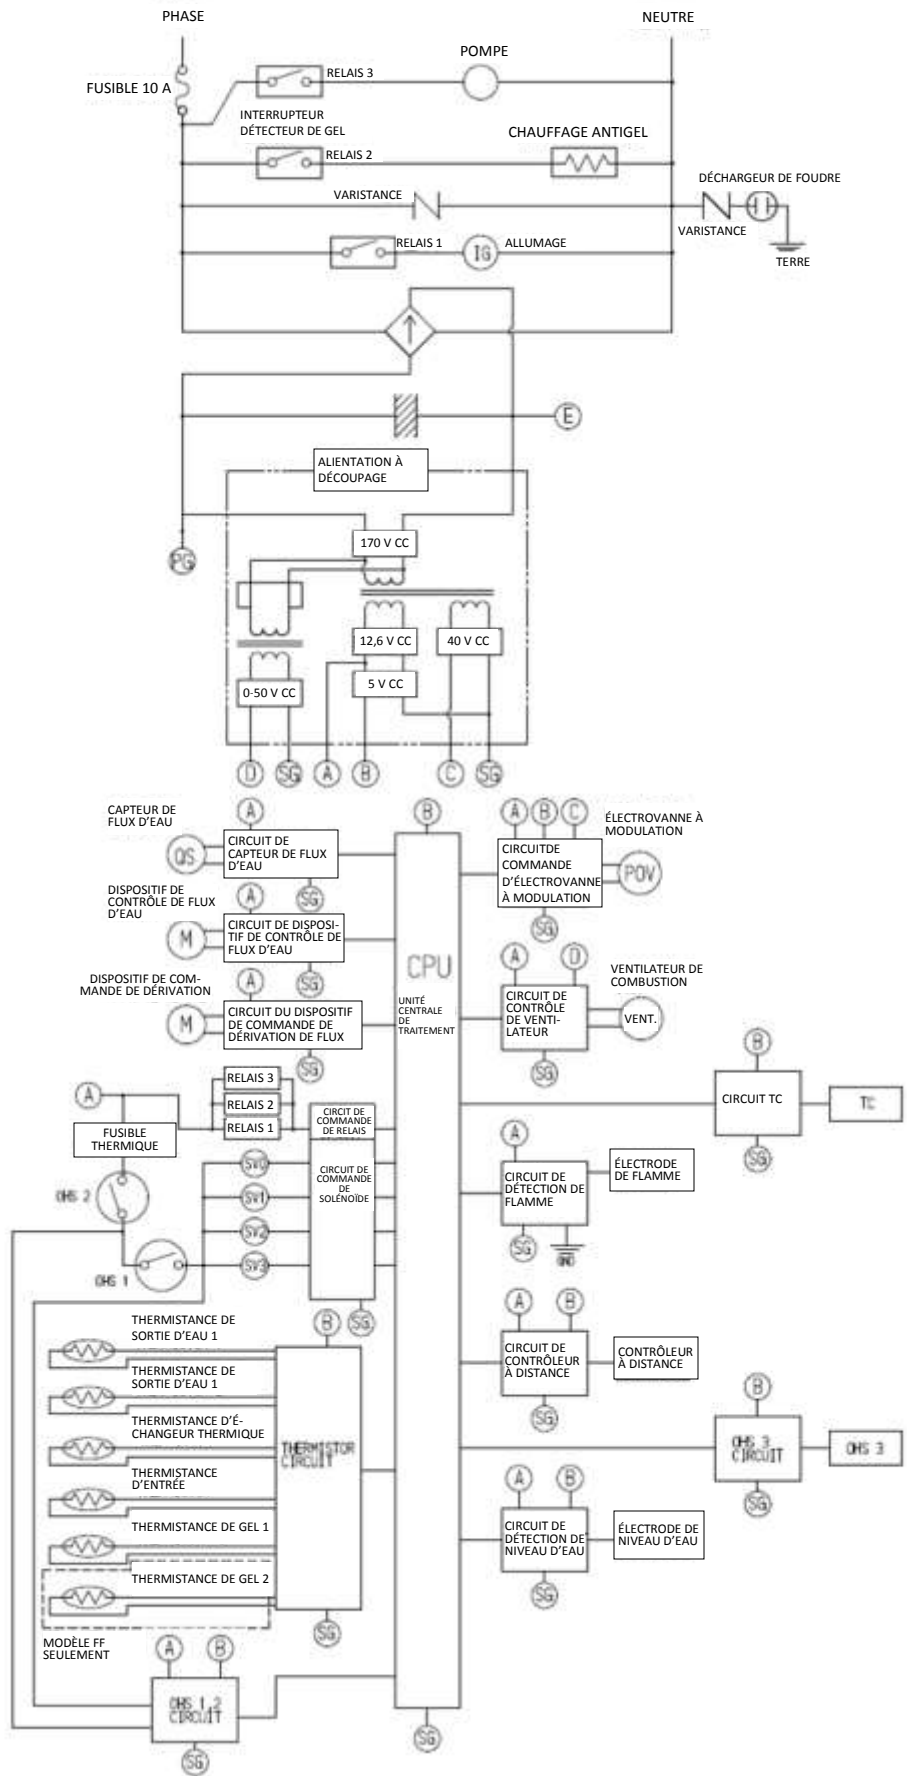 PHASE
NEUTRE
POMPE
FUSIBLE 10 A
RELAIS 3
INTERRUPTEUR
DÉTECTEUR DE GEL
CHAUFFAGE ANTIGEL
RELAIS 2
DÉCHARGEUR DE FOUDRE
VARISTANCE
VARISTANCE
RELAIS 1
IG
ALLUMAGE
TERRE
E
ALIENTATION À
DÉCOUPAGE
170 V CC
PG
12,6 V CC
40 V CC
0-50 V CC
5 V CC
D
SG
A
B
C
SG
CAPTEUR DE
FLUX D'EAU
A
QS
CIRCUIT DE
CAPTEUR DE FLUX
D'EAU
SG
DISPOSITIF DE
CONTRÔLE DE FLUX
D'EAU
A
M
CIRCUIT DE DISPOSI-
TIF DE CONTRÔLE DE
FLUX D'EAU
SG
DISPOSITIF DE COM-
MANDE DE DÉRIVATION
A
M
CIRCUIT DU DISPOSITIF
DE COMMANDE DE
DÉRIVATION DE FLUX
SG
B
CPU
UNITÉ
CENTRALE
DE
TRAITEMENT
A
B
C
ÉLECTROVANNE À
MODULATION
CIRCUITDE
COMMANDE
D'ÉLECTROVANNE
À MODULATION
POV
SG
A
D
VENTILATEUR DE
COMBUSTION
CIRCUIT DE
CONTRÔLE
DE VENTI-
LATEUR
VENT.
SG
B
CIRCUIT TC
TC
SG
A
RELAIS 3
RELAIS 2
RELAIS 1
CIRCIT DE
COMMANDE
DE RELAIS
FUSIBLE
THERMIQUE
OHS 2
OHS 1
SV0
SV1
SV2
SV3
CIRCUIT DE
COMMANDE
DE
SOLÉNOÏDE
SG
A
CIRCUIT DE
DÉTECTION DE
FLAMME
ÉLECTRODE
DE FLAMME
SG
GND
THERMISTANCE DE
SORTIE D'EAU 1
THERMISTANCE DE
SORTIE D'EAU 1
THERMISTANCE D'É-
CHANGEUR THERMIQUE
THERMISTANCE
D'ENTRÉE
THERMISTANCE DE GEL 1
THERMISTANCE DE GEL 2
MODÈLE FF
SEULEMENT
B
THERMISTOR
CIRCUIT
SG
A
B
CIRCUIT DE
CONTRÔLEUR
À DISTANCE
CONTRÔLEUR
À DISTANCE
SG
B
OHS 3
CIRCUIT
OHS 3
SG
A
B
CIRCUIT DE
DÉTECTION DE
NIVEAU D'EAU
ÉLECTRODE DE
NIVEAU D'EAU
SG
A
B
OHS 1,2
CIRCUIT
SG
SG